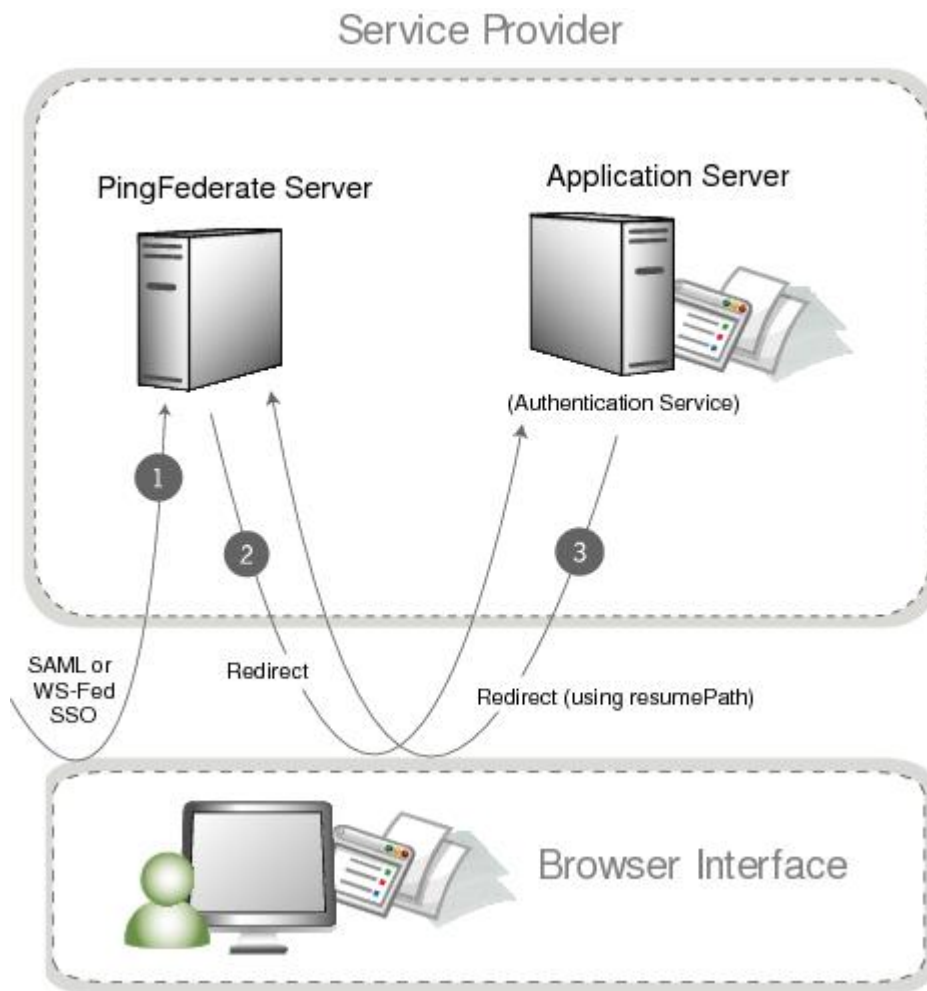 Service Provider
PingFederate Server
Application Server
(Authentication Service)
1
2
3
SAML or
WS-Fed
SSO
Redirect
Redirect (using resumePath)
Browser Interface